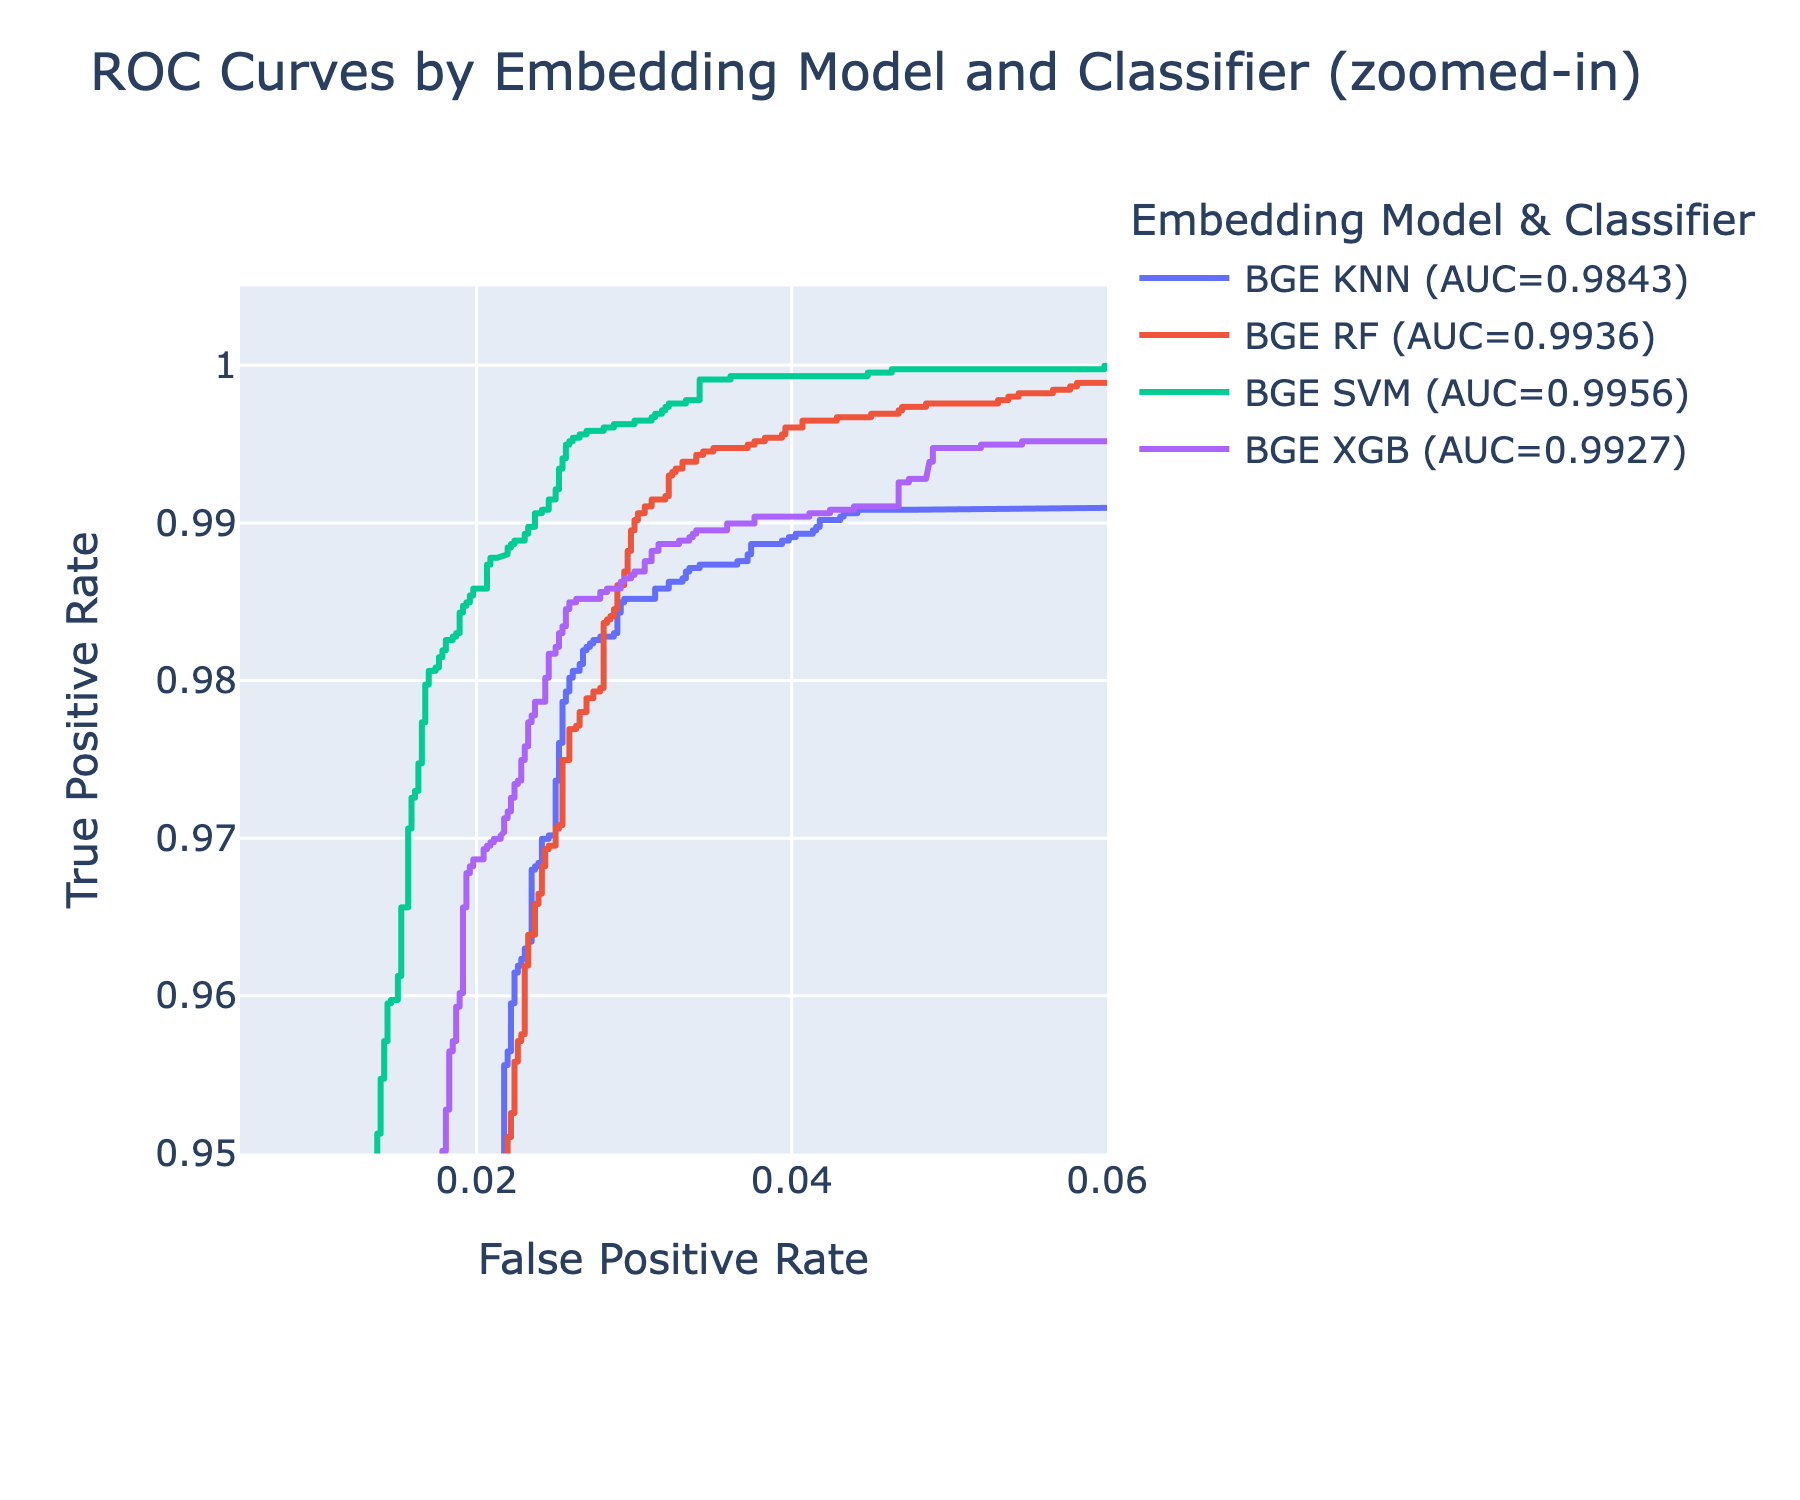 ROC Curves by Embedding Model and Classifier (zoomed-in)
Embedding Model & Classifier
BGE KNN (AUC=0.9843)
BGE RF (AUC=0.9936)
BGE SVM (AUC=0.9956)
BGE XGB (AUC=0.9927)
True Positive Rate
1
0.99
0.98
0.97
0.96
0.95
0.02
0.04
0.06
False Positive Rate